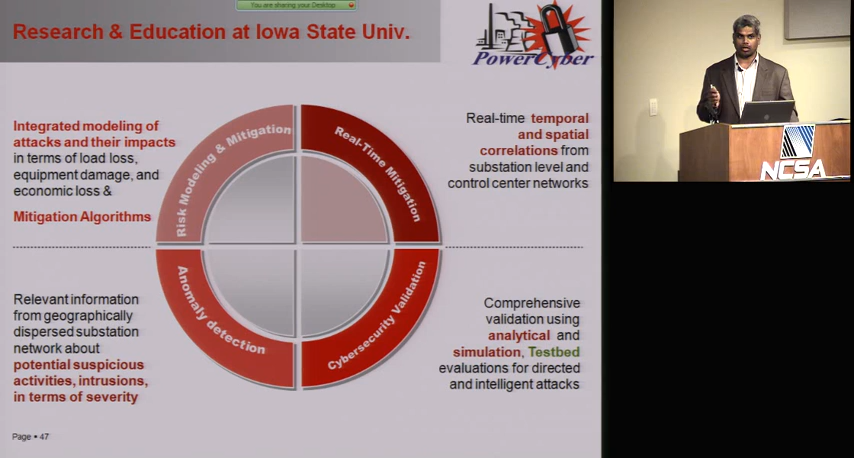 You are sharing your Desktop
Research & Education at Iowa State Univ.
PowerCyber
Integrated modeling of
attacks and their impacts
in terms of load loss,
equipment damage, and
economic loss &
Mitigation Algorithms
Risk Modeling & Mitigation
Real-Time Mitigation
Real-time temporal
and spatial
correlations from
substation level and
control center networks
Relevant information
from geographically
dispersed substation
network about
potential suspicious
activities, intrusions,
in terms of severity
Anomaly detection
Cybersecurity Validation
Comprehensive
validation using
analytical and
simulation, Testbed
evaluations for directed
and intelligent attacks
Page • 47
NCSA